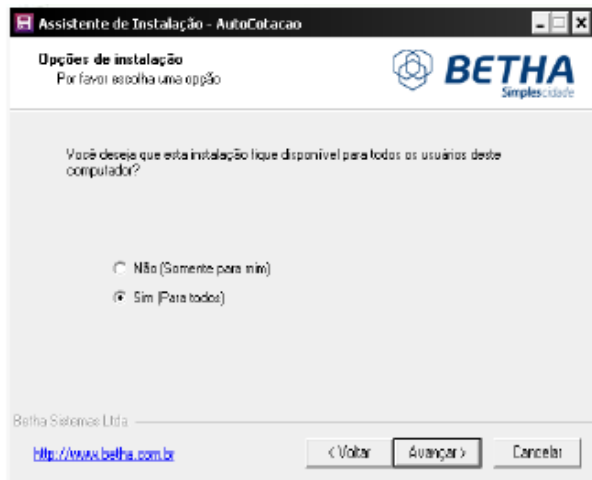 Assistente de Instalação - AutoCotacao
Opções de instalação
Por favor escolha uma opção
BETHA
Simplescidade
Você deseja que esta instalação fique disponível para todos os usuários deste
computador?
Não (Somente para mim)
Sim (Para todos)
Betha Sistemas Ltda
http://www.betha.com.br
< Voltar
Avançar >
Cancelar